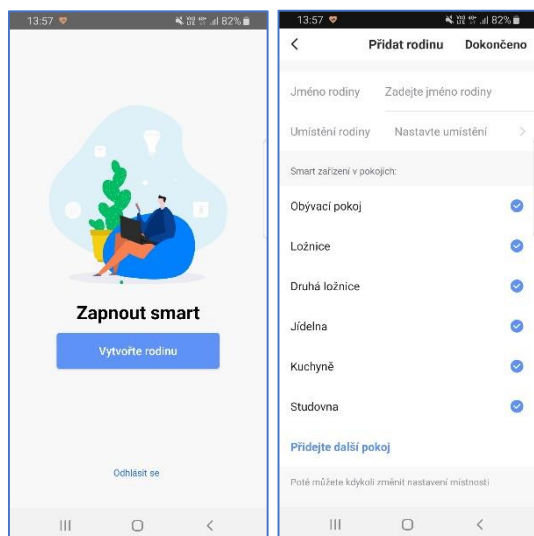 13:57 82%
Zapnout smart
Vytvořte rodinu
Odhlásit se
13:57 82%
Přidat rodinu Dokončeno
Jméno rodiny Zadejte jméno rodiny
Umístění rodiny Nastavte umístění
Smart zařízení v pokojích:
Obývací pokoj
Ložnice
Druhá ložnice
Jídelna
Kuchyně
Studovna
Přidejte další pokoj
Poté můžete kdykoli změnit nastavení místnosti